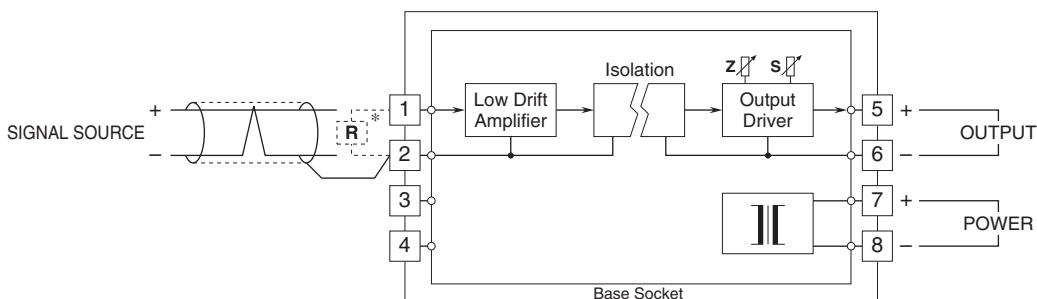 SIGNAL SOURCE
+
–
R
*
1
2
3
4
Low Drift
Amplifier
Isolation
Z
S
Output
Driver
5
6
7
8
+
–
OUTPUT
+
–
POWER
Base Socket